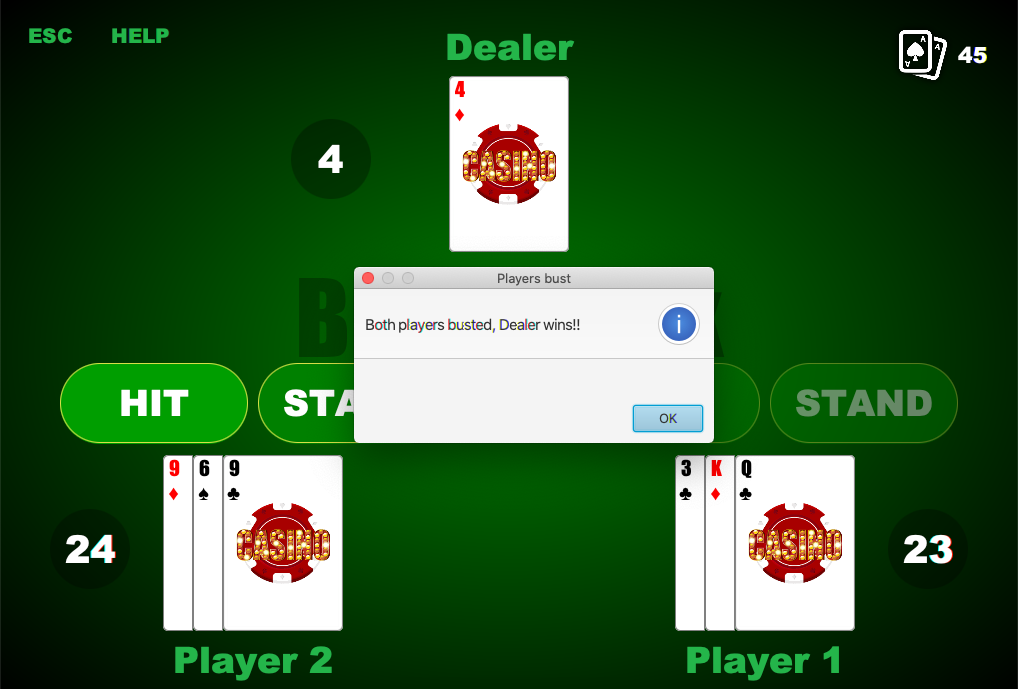 ESC HELP
Dealer
45
4
4
CASINO
Players bust
Both players busted, Dealer wins!!
OK
HIT
STAND
24
9 6 9
CASINO
3 K Q
CASINO
23
Player 2
Player 1